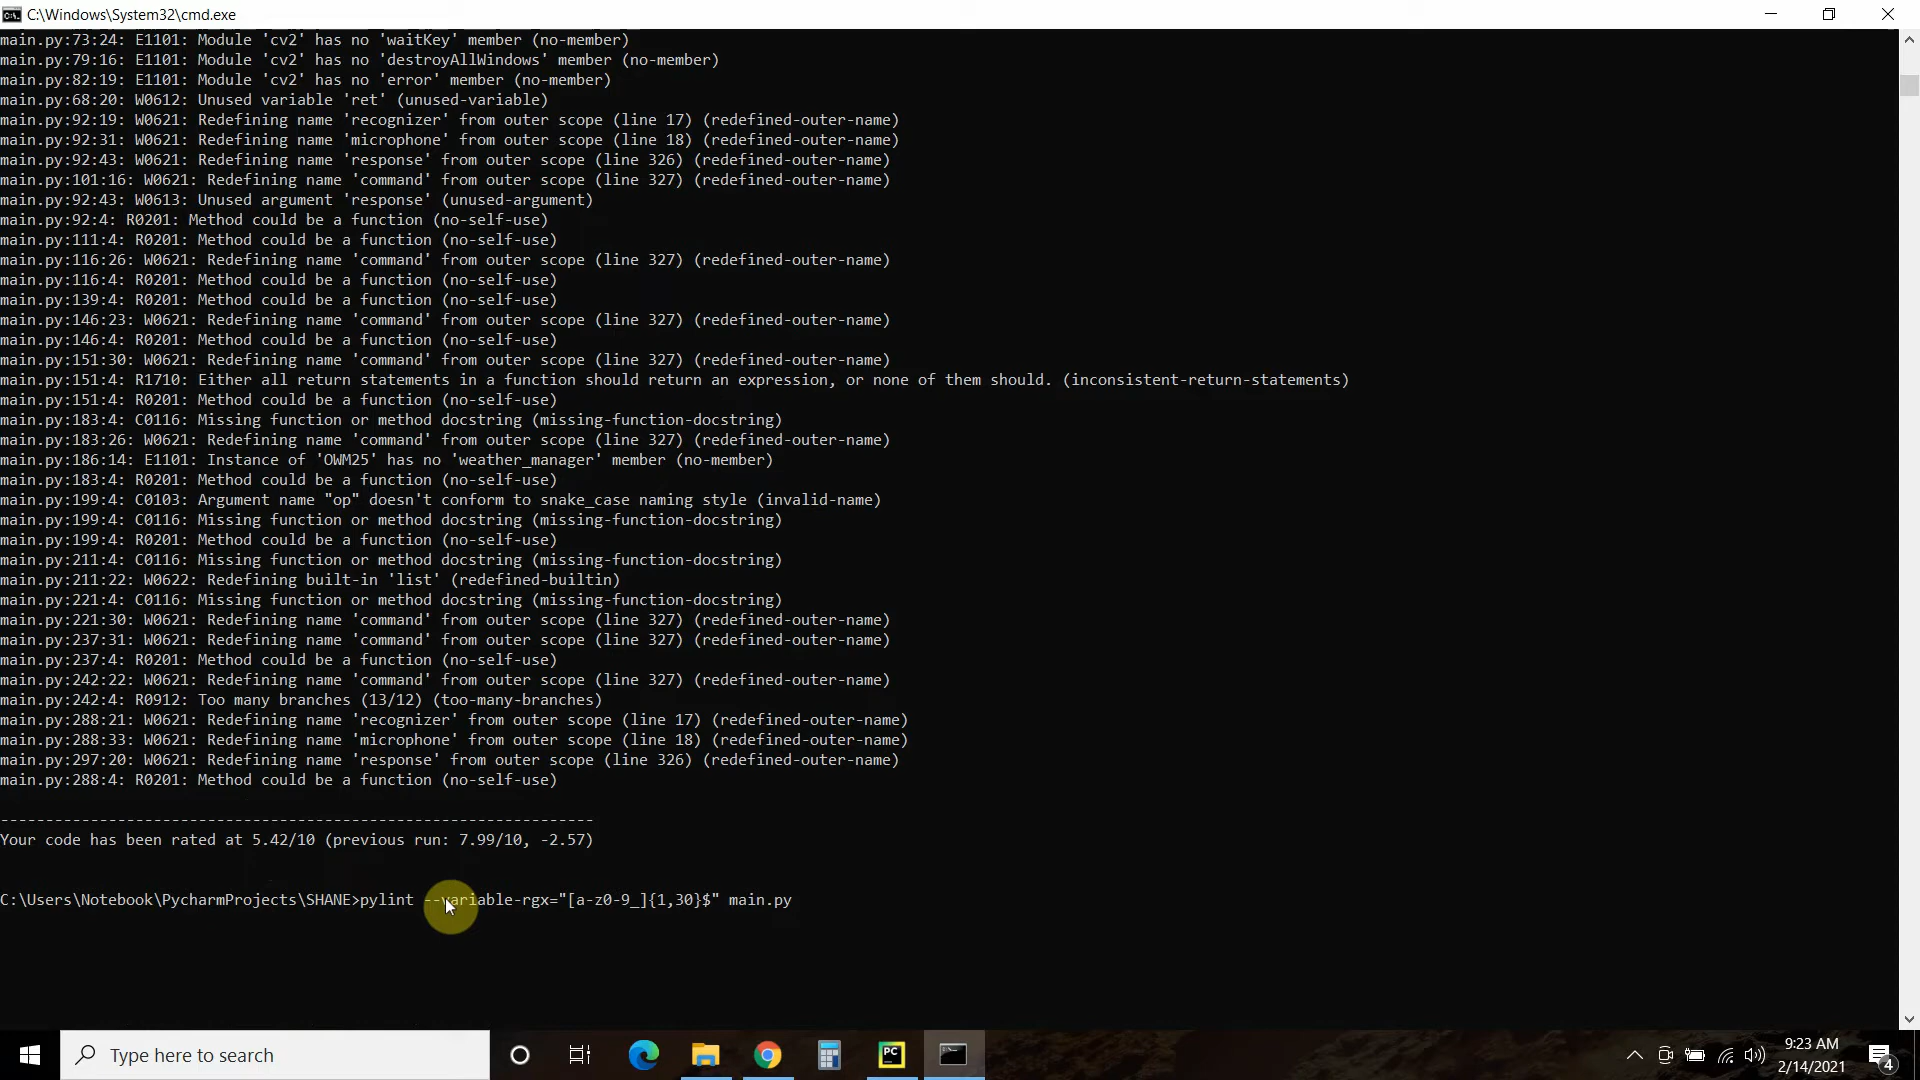 C:\Windows\System32\cmd.exe
main.py:73:24: E1101: Module 'cv2' has no 'waitKey' member (no-member)
main.py:79:16: E1101: Module 'cv2' has no 'destroyAllWindows' member (no-member)
main.py:82:19: E1101: Module 'cv2' has no 'error' member (no-member)
main.py:68:20: W0612: Unused variable 'ret' (unused-variable)
main.py:92:19: W0621: Redefining name 'recognizer' from outer scope (line 17) (redefined-outer-name)
main.py:92:31: W0621: Redefining name 'microphone' from outer scope (line 18) (redefined-outer-name)
main.py:92:43: W0621: Redefining name 'response' from outer scope (line 326) (redefined-outer-name)
main.py:101:16: W0621: Redefining name 'command' from outer scope (line 327) (redefined-outer-name)
main.py:92:43: W0613: Unused argument 'response' (unused-argument)
main.py:92:4: R0201: Method could be a function (no-self-use)
main.py:111:4: R0201: Method could be a function (no-self-use)
main.py:116:26: W0621: Redefining name 'command' from outer scope (line 327) (redefined-outer-name)
main.py:116:4: R0201: Method could be a function (no-self-use)
main.py:139:4: R0201: Method could be a function (no-self-use)
main.py:146:23: W0621: Redefining name 'command' from outer scope (line 327) (redefined-outer-name)
main.py:146:4: R0201: Method could be a function (no-self-use)
main.py:151:30: W0621: Redefining name 'command' from outer scope (line 327) (redefined-outer-name)
main.py:151:4: R1710: Either all return statements in a function should return an expression, or none of them should. (inconsistent-return-statements)
main.py:151:4: R0201: Method could be a function (no-self-use)
main.py:183:4: C0116: Missing function or method docstring (missing-function-docstring)
main.py:183:26: W0621: Redefining name 'command' from outer scope (line 327) (redefined-outer-name)
main.py:186:14: E1101: Instance of 'OWM25' has no 'weather_manager' member (no-member)
main.py:183:4: R0201: Method could be a function (no-self-use)
main.py:199:4: C0103: Argument name "op" doesn't conform to snake_case naming style (invalid-name)
main.py:199:4: C0116: Missing function or method docstring (missing-function-docstring)
main.py:199:4: R0201: Method could be a function (no-self-use)
main.py:211:4: C0116: Missing function or method docstring (missing-function-docstring)
main.py:211:22: W0622: Redefining built-in 'list' (redefined-builtin)
main.py:221:4: C0116: Missing function or method docstring (missing-function-docstring)
main.py:221:30: W0621: Redefining name 'command' from outer scope (line 327) (redefined-outer-name)
main.py:237:31: W0621: Redefining name 'command' from outer scope (line 327) (redefined-outer-name)
main.py:237:4: R0201: Method could be a function (no-self-use)
main.py:242:22: W0621: Redefining name 'command' from outer scope (line 327) (redefined-outer-name)
main.py:242:4: R0912: Too many branches (13/12) (too-many-branches)
main.py:288:21: W0621: Redefining name 'recognizer' from outer scope (line 17) (redefined-outer-name)
main.py:288:33: W0621: Redefining name 'microphone' from outer scope (line 18) (redefined-outer-name)
main.py:297:20: W0621: Redefining name 'response' from outer scope (line 326) (redefined-outer-name)
main.py:288:4: R0201: Method could be a function (no-self-use)
------------------------------------------------------------------
Your code has been rated at 5.42/10 (previous run: 7.99/10, -2.57)
C:\Users\Notebook\PycharmProjects\SHANE>pylint --variable-rgx="[a-z0-9_]{1,30}$" main.py
Type here to search
PC
9:23 AM
2/14/2021
4